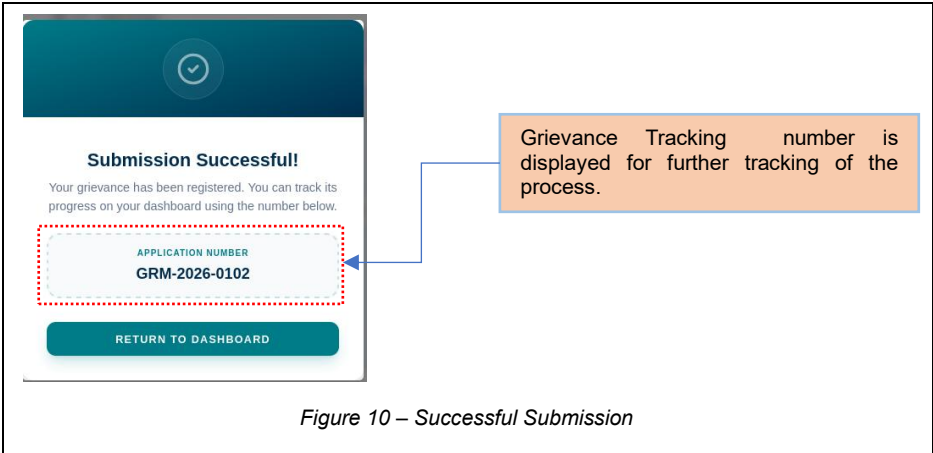 Submission Successful!
Your grievance has been registered. You can track its
progress on your dashboard using the number below.
APPLICATION NUMBER
GRM-2026-0102
RETURN TO DASHBOARD
Grievance Tracking number is
displayed for further tracking of the
process.
Figure 10 – Successful Submission